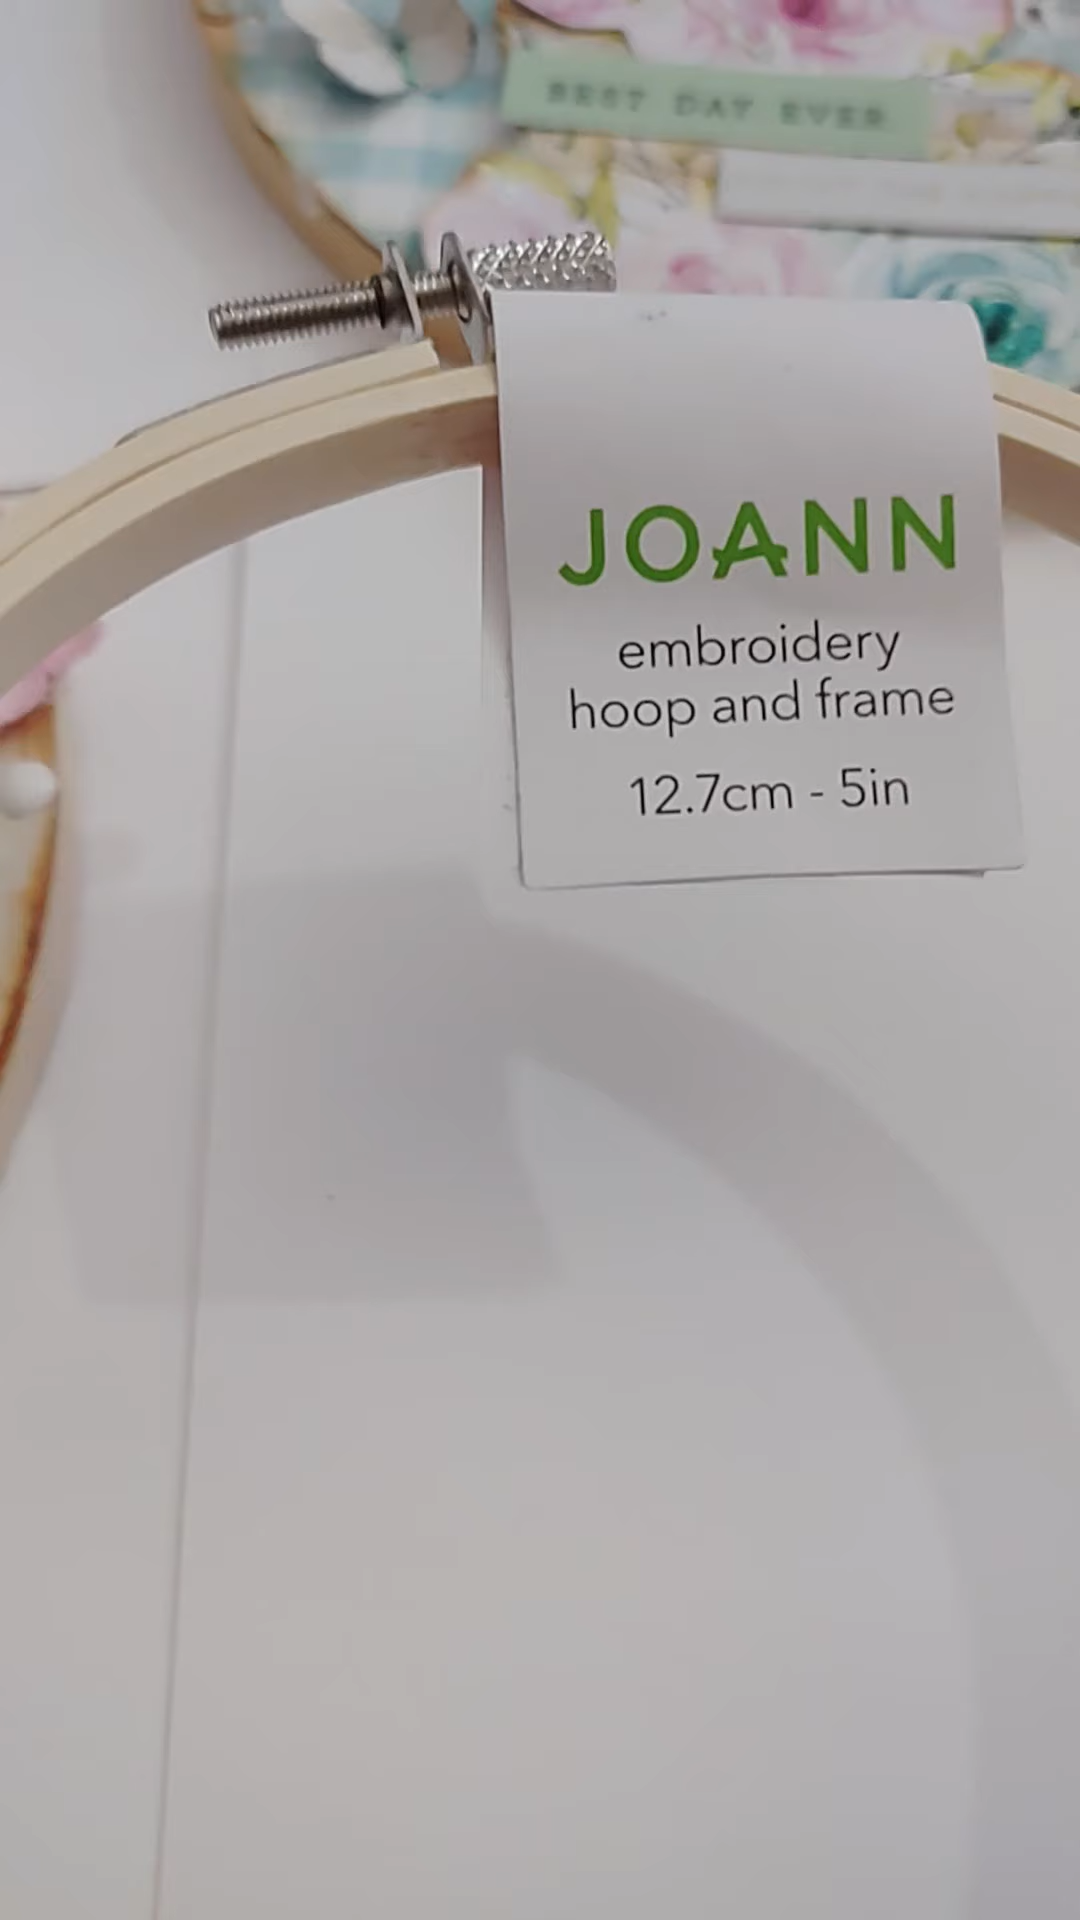 BEST DAY EVER
JOANN
embroidery
hoop and frame
12.7cm - 5in